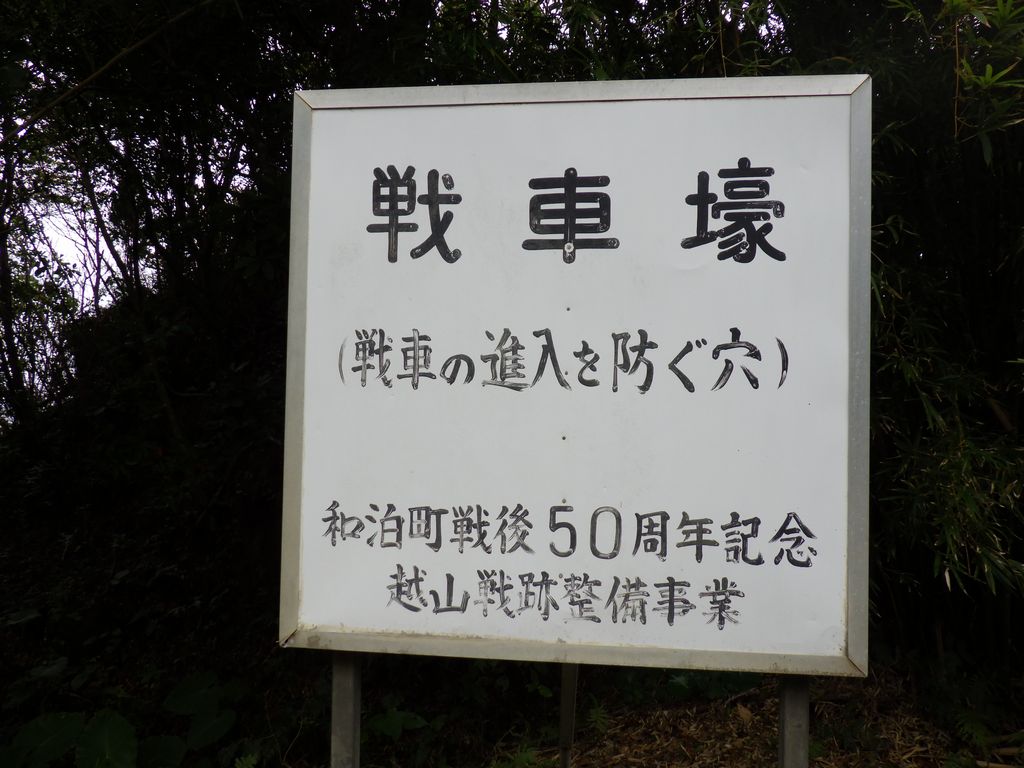 戦車壕
(戦車の進入を防ぐ穴)
和泊町戦後50周年記念
越山戦跡整備事業